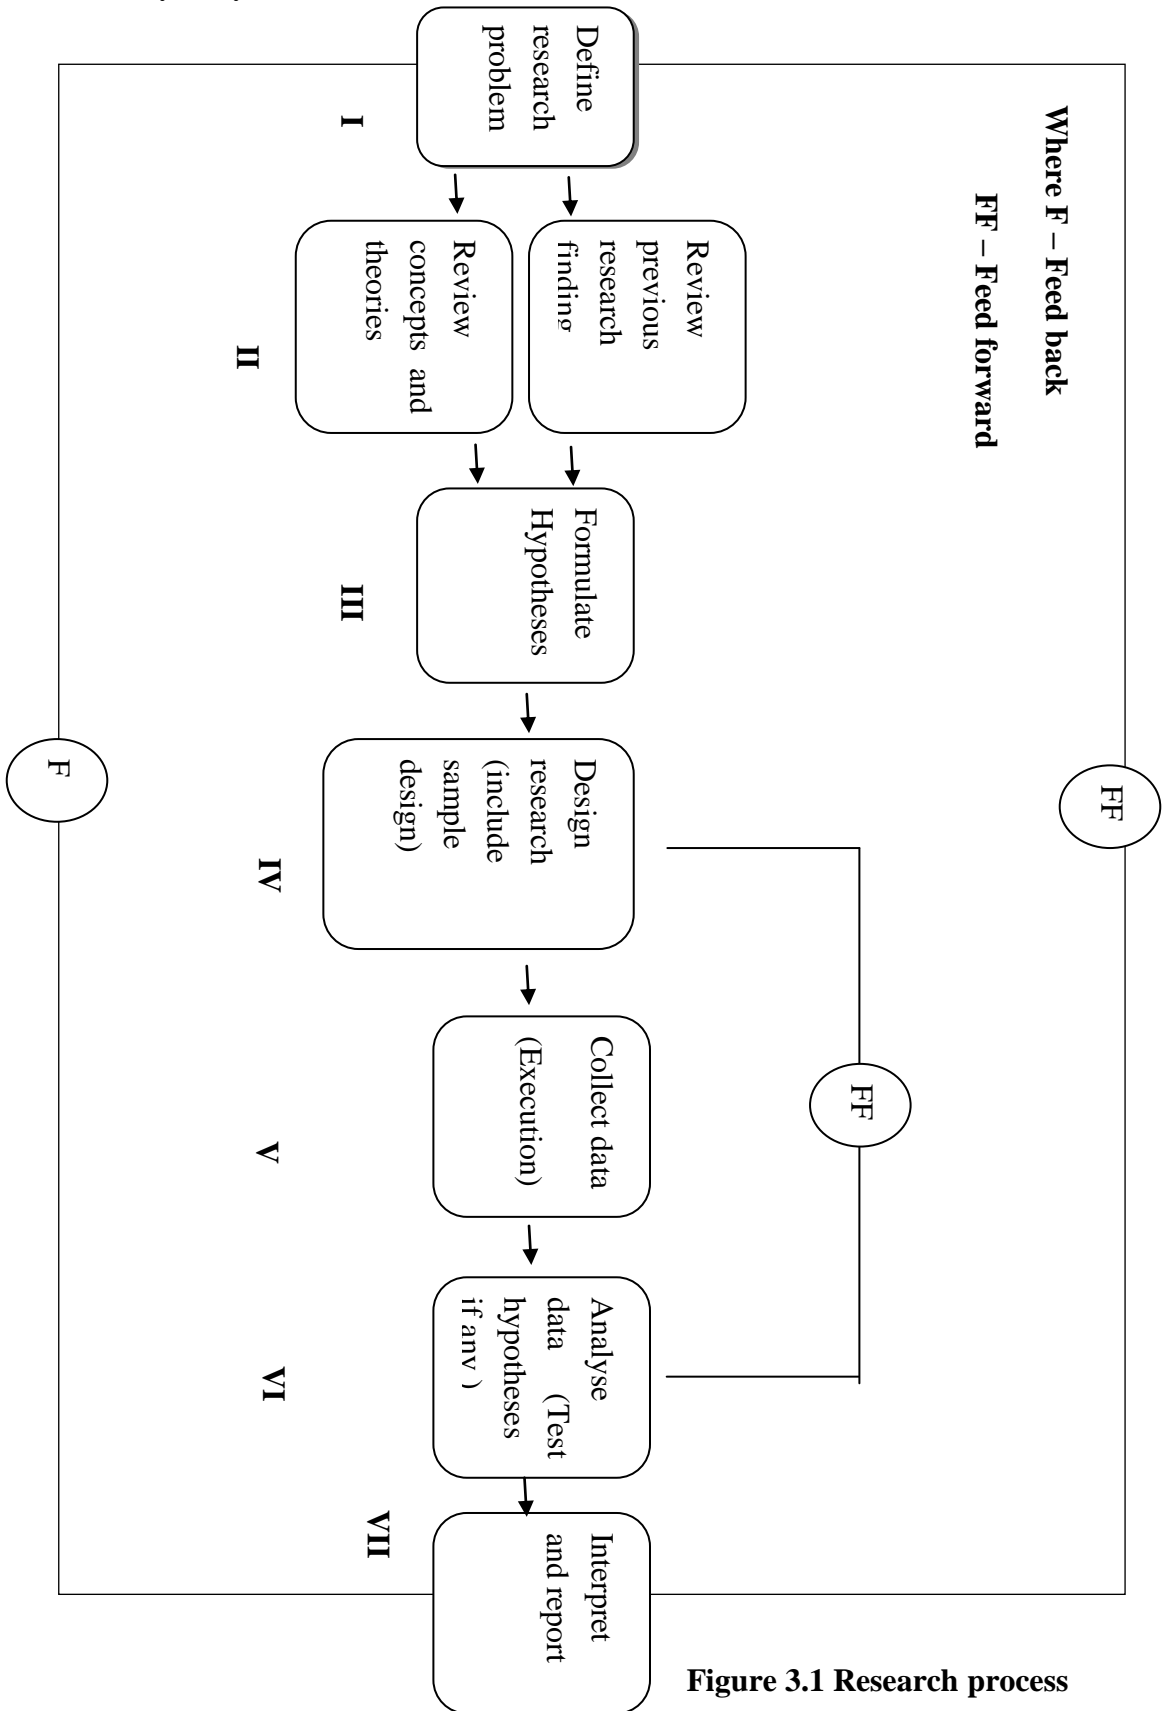 Define
research
problem
I
Where F – Feed back
FF – Feed forward
Review
previous
research
finding
Review
concepts and
theories
II
Formulate
Hypotheses
III
Design
research
(include
sample
design)
IV
F
FF
FF
Collect data
(Execution)
V
Analyse
data (Test
hypotheses
if any )
VI
Interpret
and report
VII
Figure 3.1 Research process